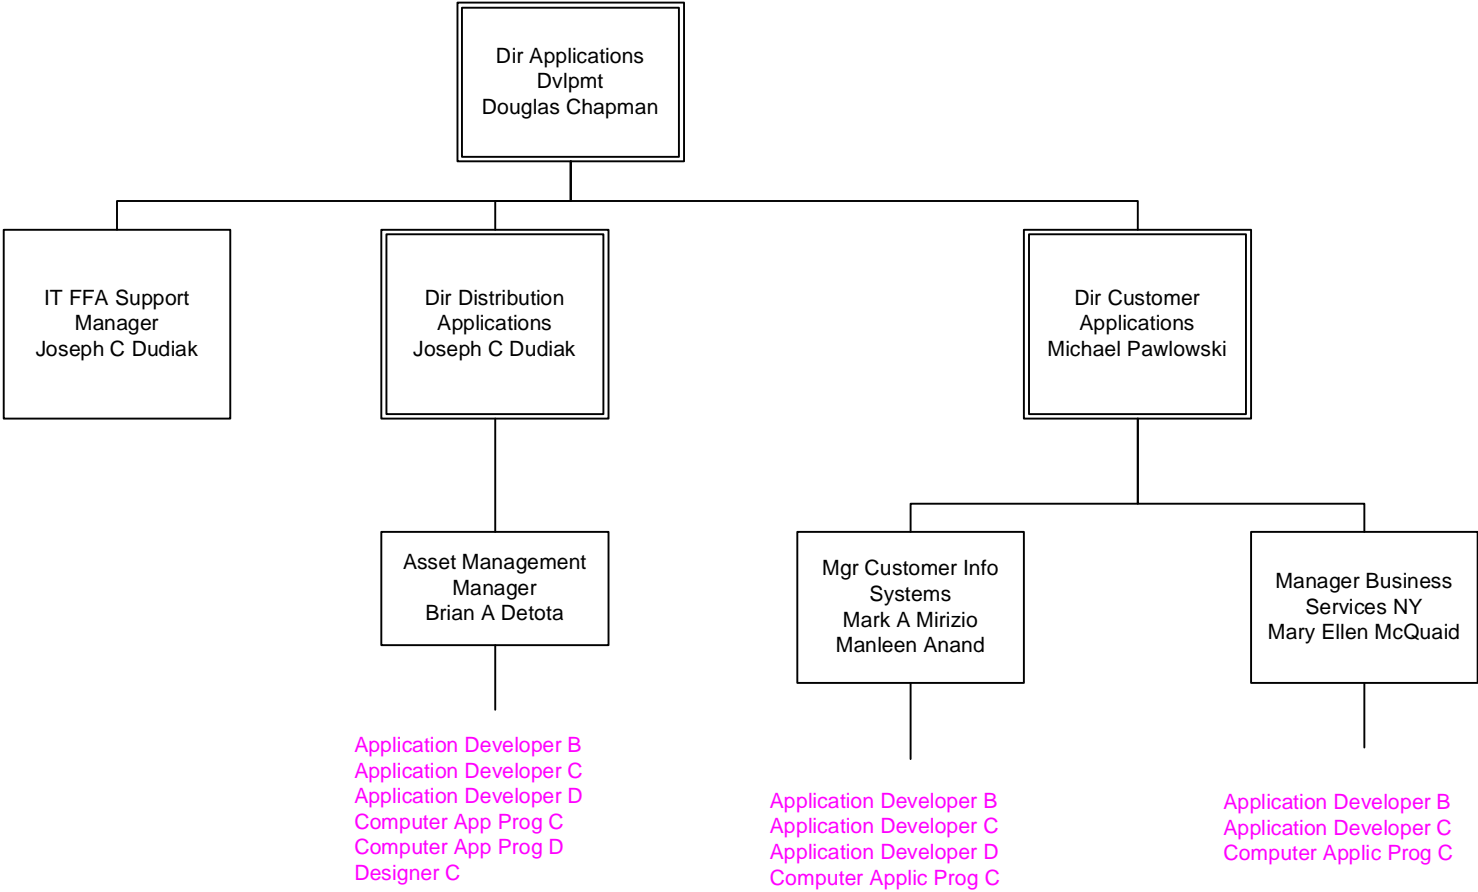 Dir Applications
Dvlpmt
Douglas Chapman
IT FFA Support
Manager
Joseph C Dudiak
Dir Distribution
Applications
Joseph C Dudiak
Dir Customer
Applications
Michael Pawlowski
Asset Management
Manager
Brian A Detota
Mgr Customer Info
Systems
Mark A Mirizio
Manleen Anand
Manager Business
Services NY
Mary Ellen McQuaid
Application Developer B
Application Developer C
Application Developer D
Computer App Prog C
Computer App Prog D
Designer C
Application Developer B
Application Developer C
Application Developer D
Computer Applic Prog C
Application Developer B
Application Developer C
Computer Applic Prog C